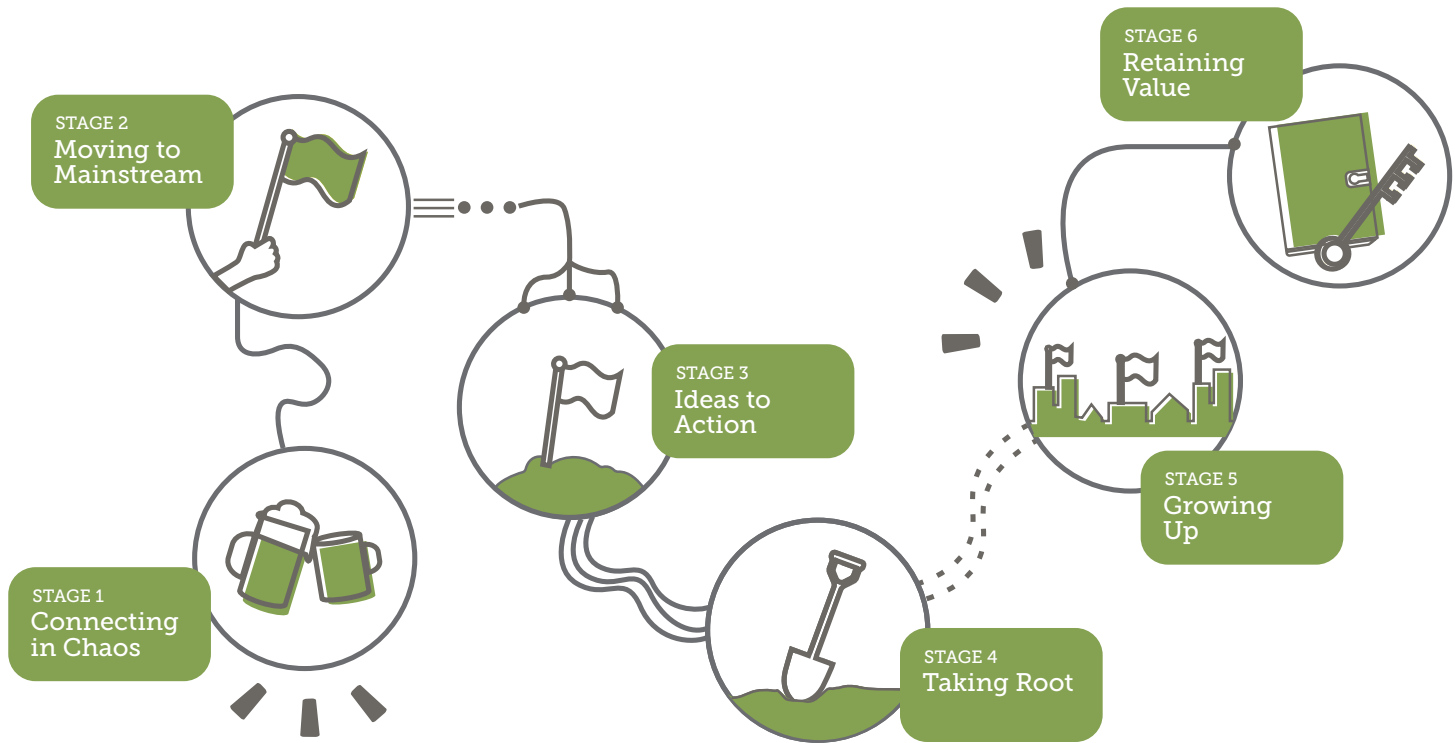 STAGE 1
Connecting
in Chaos
STAGE 2
Moving to
Mainstream
STAGE 3
Ideas to
Action
STAGE 4
Taking Root
STAGE 5
Growing
Up
STAGE 6
Retaining
Value